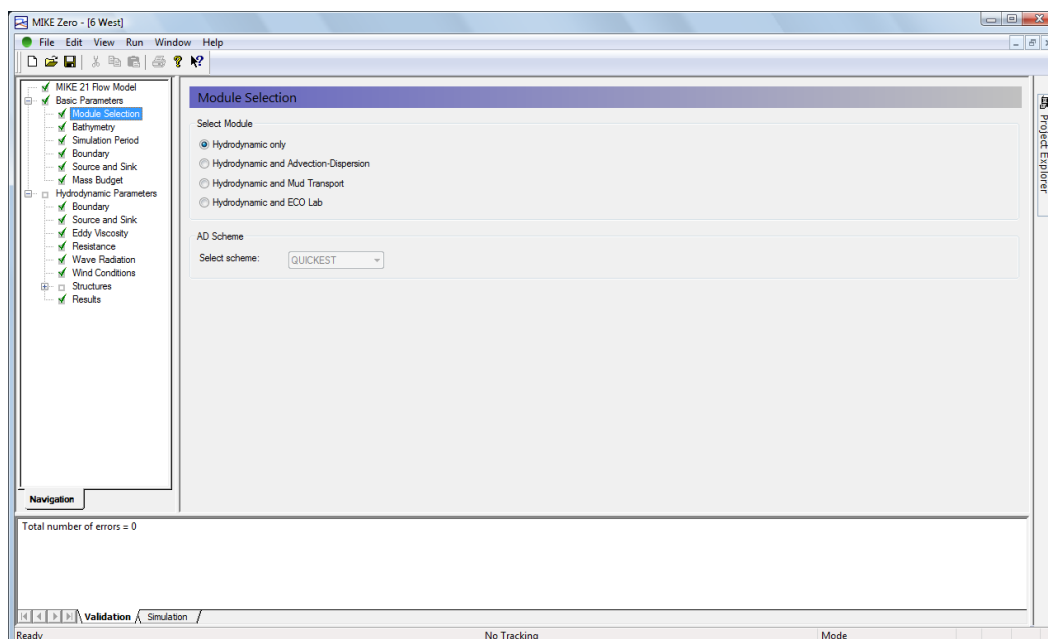 MIKE Zero - [6 West]
File Edit View Run Window Help
MIKE 21 Flow Model
Basic Parameters
Module Selection
Bathymetry
Simulation Period
Boundary
Source and Sink
Mass Budget
Hydrodynamic Parameters
Boundary
Source and Sink
Eddy Viscosity
Resistance
Wave Radiation
Wind Conditions
Structures
Results
Navigation
Module Selection
Select Module
Hydrodynamic only
Hydrodynamic and Advection-Dispersion
Hydrodynamic and Mud Transport
Hydrodynamic and ECO Lab
AD Scheme
Select scheme: QUICKEST
Project Explorer
Total number of errors = 0
Validation Simulation
Ready No Tracking Mode